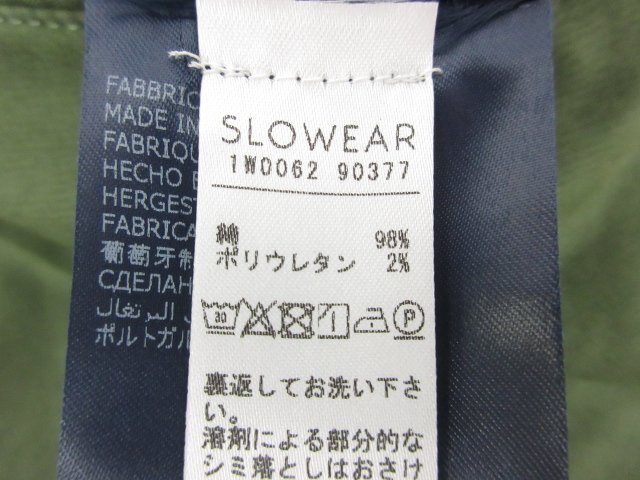 FABBRIC
MADE IN
FABRIQU
HECHO E
HERGEST
FABRICA
葡萄牙制
СДЕЛАН
البرتغال
ポルトガル
SLOWEAR
1W0062 90377
綿 98%
ポリウレタン 2%
30
P
裏返してお洗い下さ
い。
溶剤による部分的な
シミ落としはおさけ